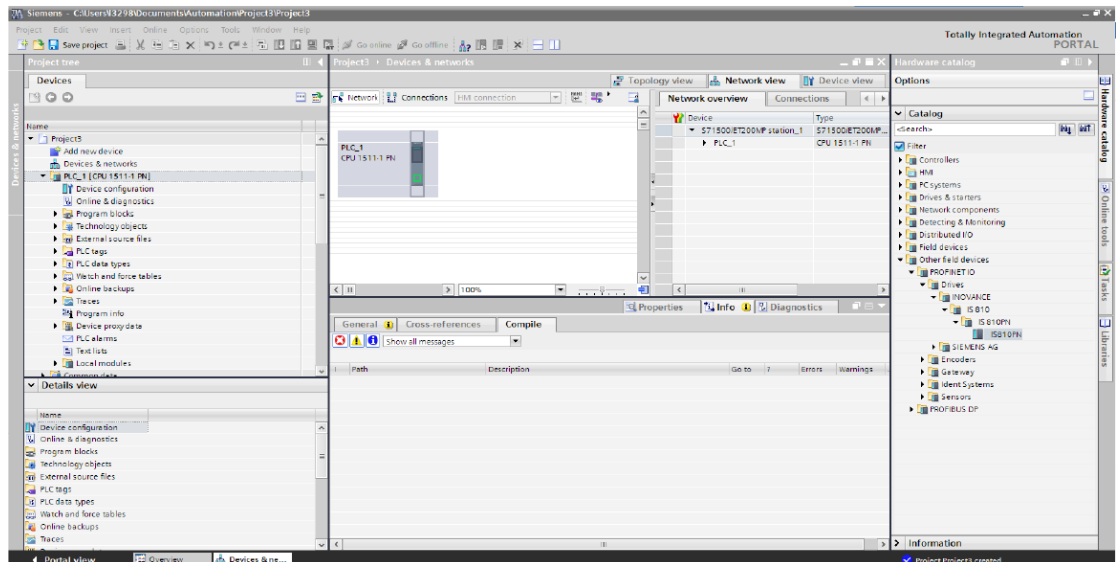 Siemens - C:\Users\13298\Documents\Automation\Project3\Project3
Project Edit View Insert Online Options Tools Window Help
Totally Integrated Automation
PORTAL
Save project
Go online
Go offline
Project tree
Devices
Name
Project3
Add new device
Devices & networks
PLC_1 [CPU 1511-1 PN]
Device configuration
Online & diagnostics
Program blocks
Technology objects
External source files
PLC tags
PLC data types
Watch and force tables
Online backups
Traces
Program info
Device proxy data
PLC alarms
Text lists
Local modules
Common data
Details view
Name
Device configuration
Online & diagnostics
Program blocks
Technology objects
External source files
PLC tags
PLC data types
Watch and force tables
Online backups
Traces
Devices & networks
Project3 › Devices & networks
Topology view
Network view
Device view
Network
Connections
HMI connection
PLC_1
CPU 1511-1 PN
100%
Network overview
Connections
Device
Type
S71500/ET200MP station_1
S71500/ET200MP...
PLC_1
CPU 1511-1 PN
Properties
Info
Diagnostics
General
Cross-references
Compile
Show all messages
!
Path
Description
Go to
?
Errors
Warnings
Hardware catalog
Options
Catalog
<Search>
Filter
Controllers
HMI
PC systems
Drives & starters
Network components
Detecting & Monitoring
Distributed I/O
Field devices
Other field devices
PROFINET IO
Drives
INOVANCE
IS810
IS810PN
IS810PN
SIEMENS AG
Encoders
Gateway
Ident Systems
Sensors
PROFIBUS DP
Information
Hardware catalog
Online tools
Tasks
Libraries
Portal view
Overview
Devices & ne...
Project Project3 created.